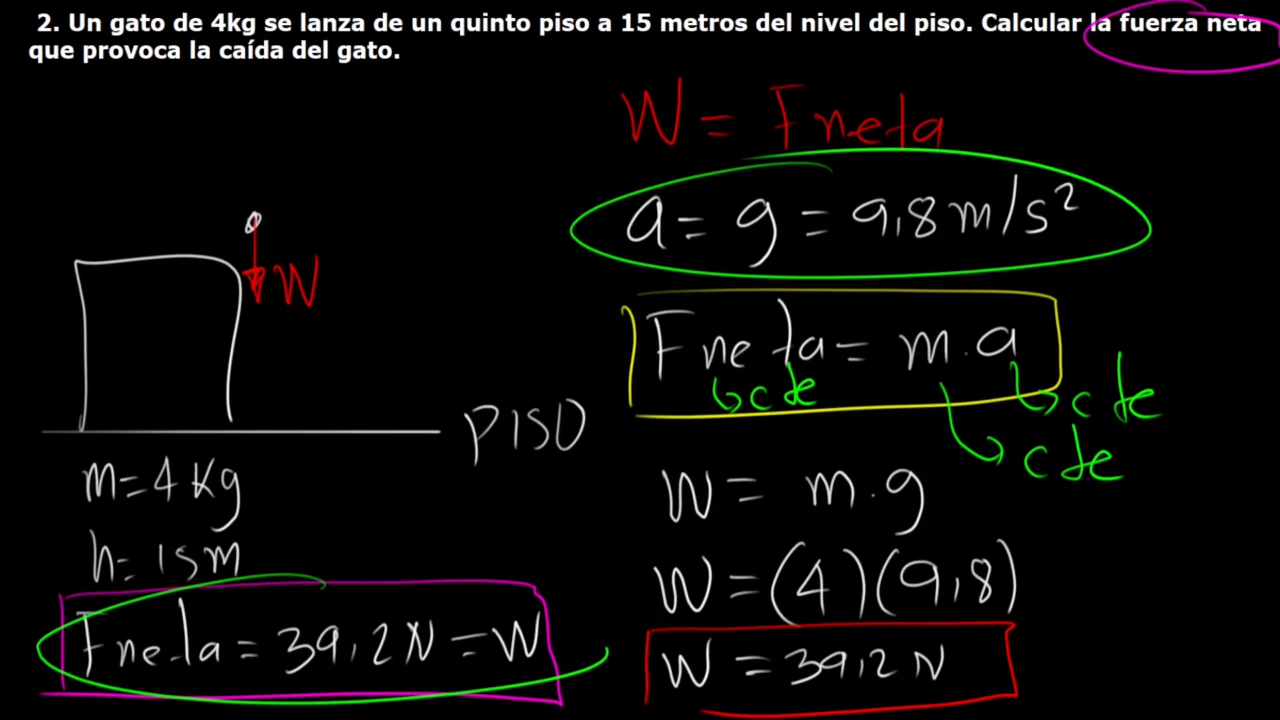 2. Un gato de 4kg se lanza de un quinto piso a 15 metros del nivel del piso. Calcular la fuerza neta
que provoca la caída del gato.
W = Fneta
a = g = 9,8 m/s²
W
Fneta = m.a
cte
cte
cte
PISO
m = 4 Kg
h = 15 m
Fneta = 39,2 N = W
W = m.g
W = (4)(9,8)
W = 39,2 N